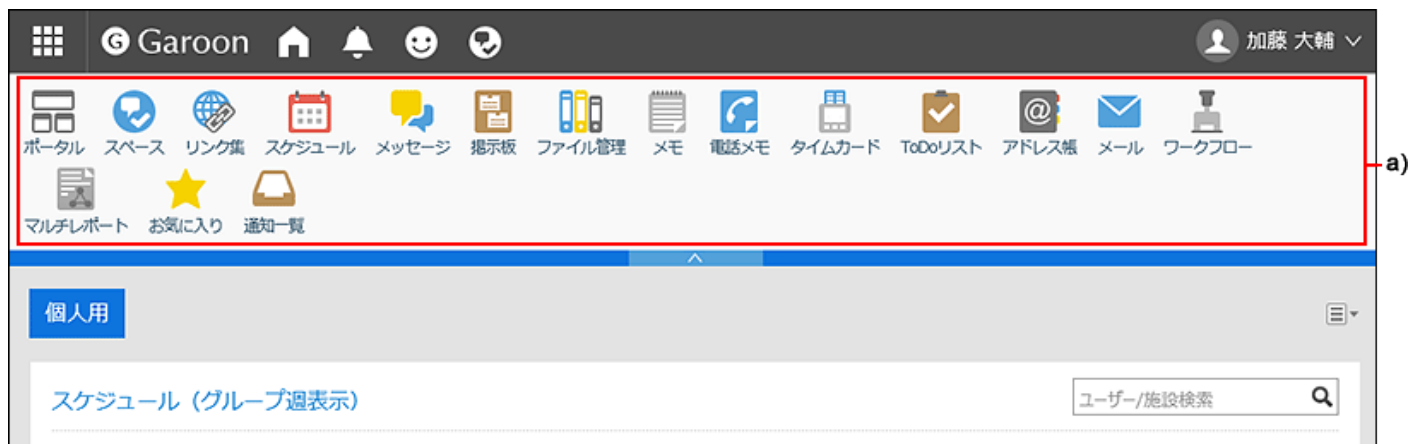 Garoon 加藤 大輔
a)
ポータル スペース リンク集 スケジュール メッセージ 掲示板 ファイル管理 メモ 電話メモ タイムカード ToDoリスト アドレス帳 メール ワークフロー
マルチレポート お気に入り 通知一覧
個人用
スケジュール（グループ週表示） ユーザー/施設検索